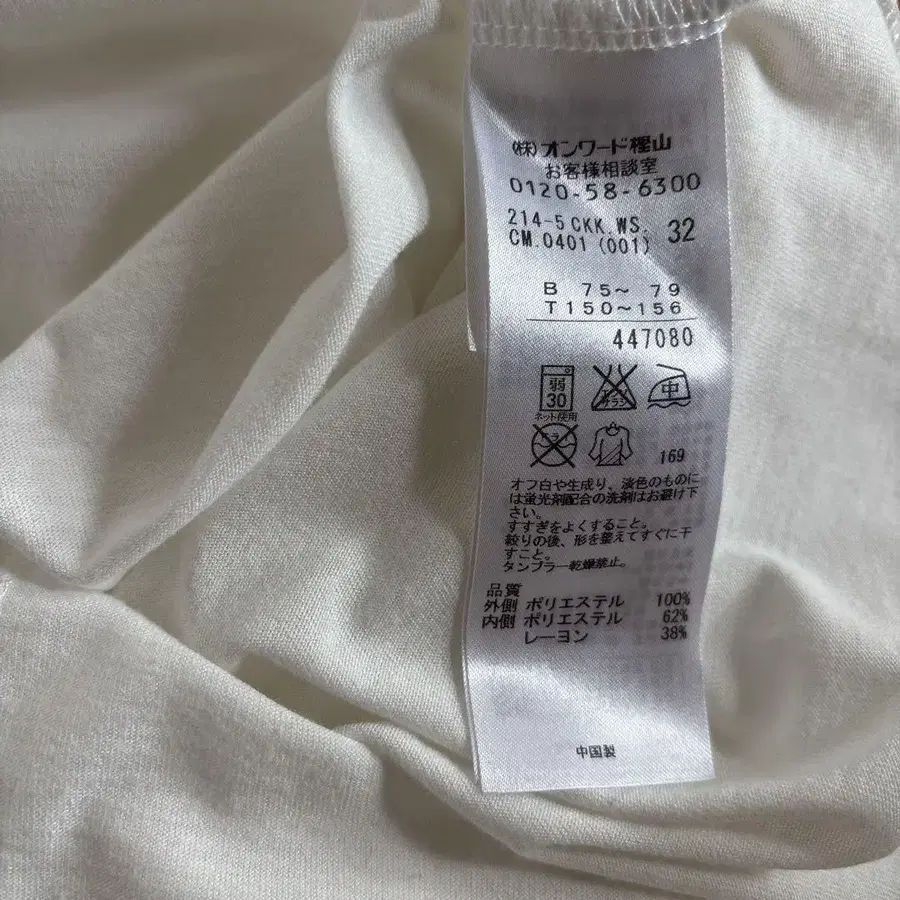 (株)オンワード樫山
お客様相談室
0120-58-6300
214-5 CKK.WS. 32
CM.0401 (001)
B 75～ 79
T150～156
447080
弱
30
中
ネット使用
169
オフ白や生成り、淡色のものに
は蛍光剤配合の洗剤はお避け下
さい。
すすぎをよくすること。
絞りの後、形を整えてすぐに干
すこと。
タンブラー乾燥禁止。
品質
外側 ポリエステル 100%
内側 ポリエステル 62%
レーヨン 38%
中国製